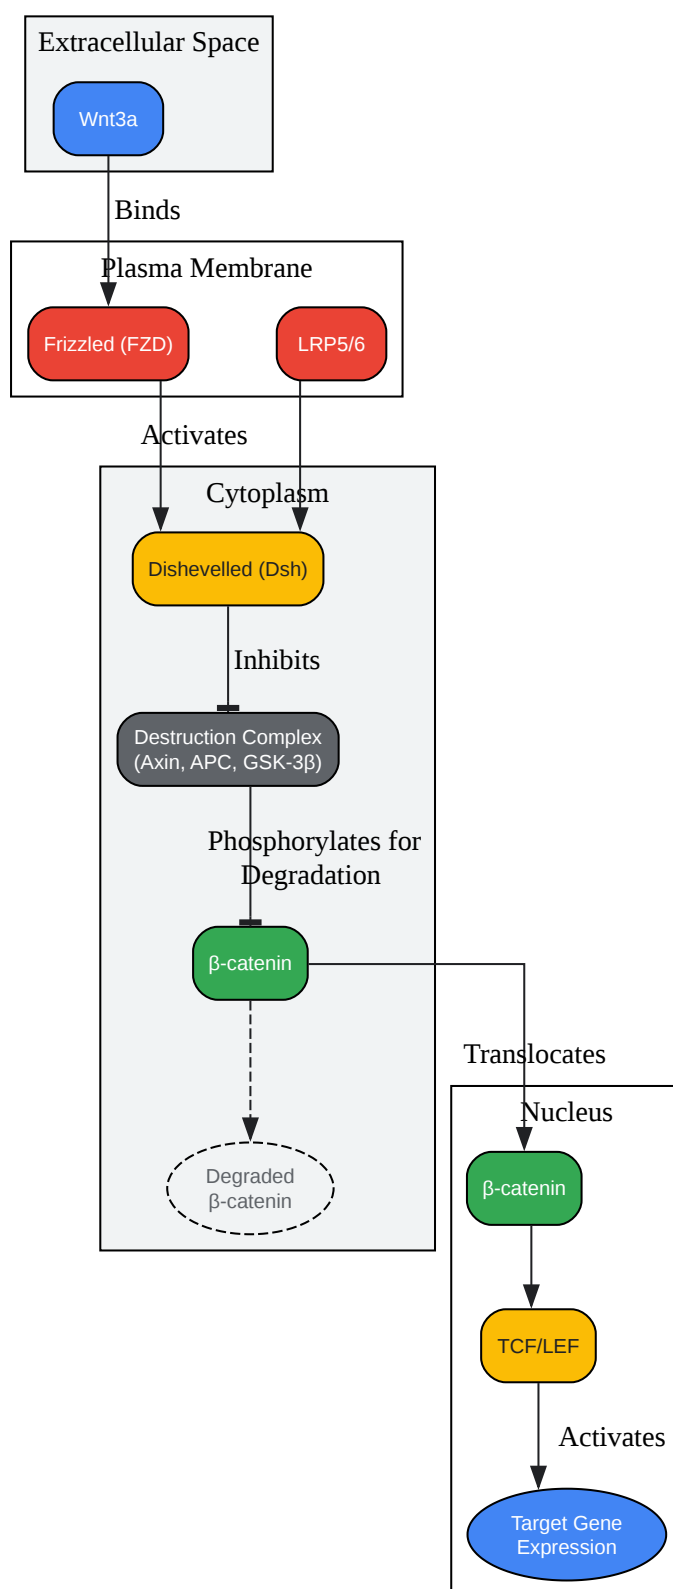 Extracellular Space
Wnt3a
Binds
Plasma Membrane
Frizzled (FZD)
LRP5/6
Activates
Cytoplasm
Dishevelled (Dsh)
Inhibits
Destruction Complex
(Axin, APC, GSK-3β)
Phosphorylates for
Degradation
β-catenin
Translocates
Nucleus
Degraded
β-catenin
β-catenin
TCF/LEF
Activates
Target Gene
Expression